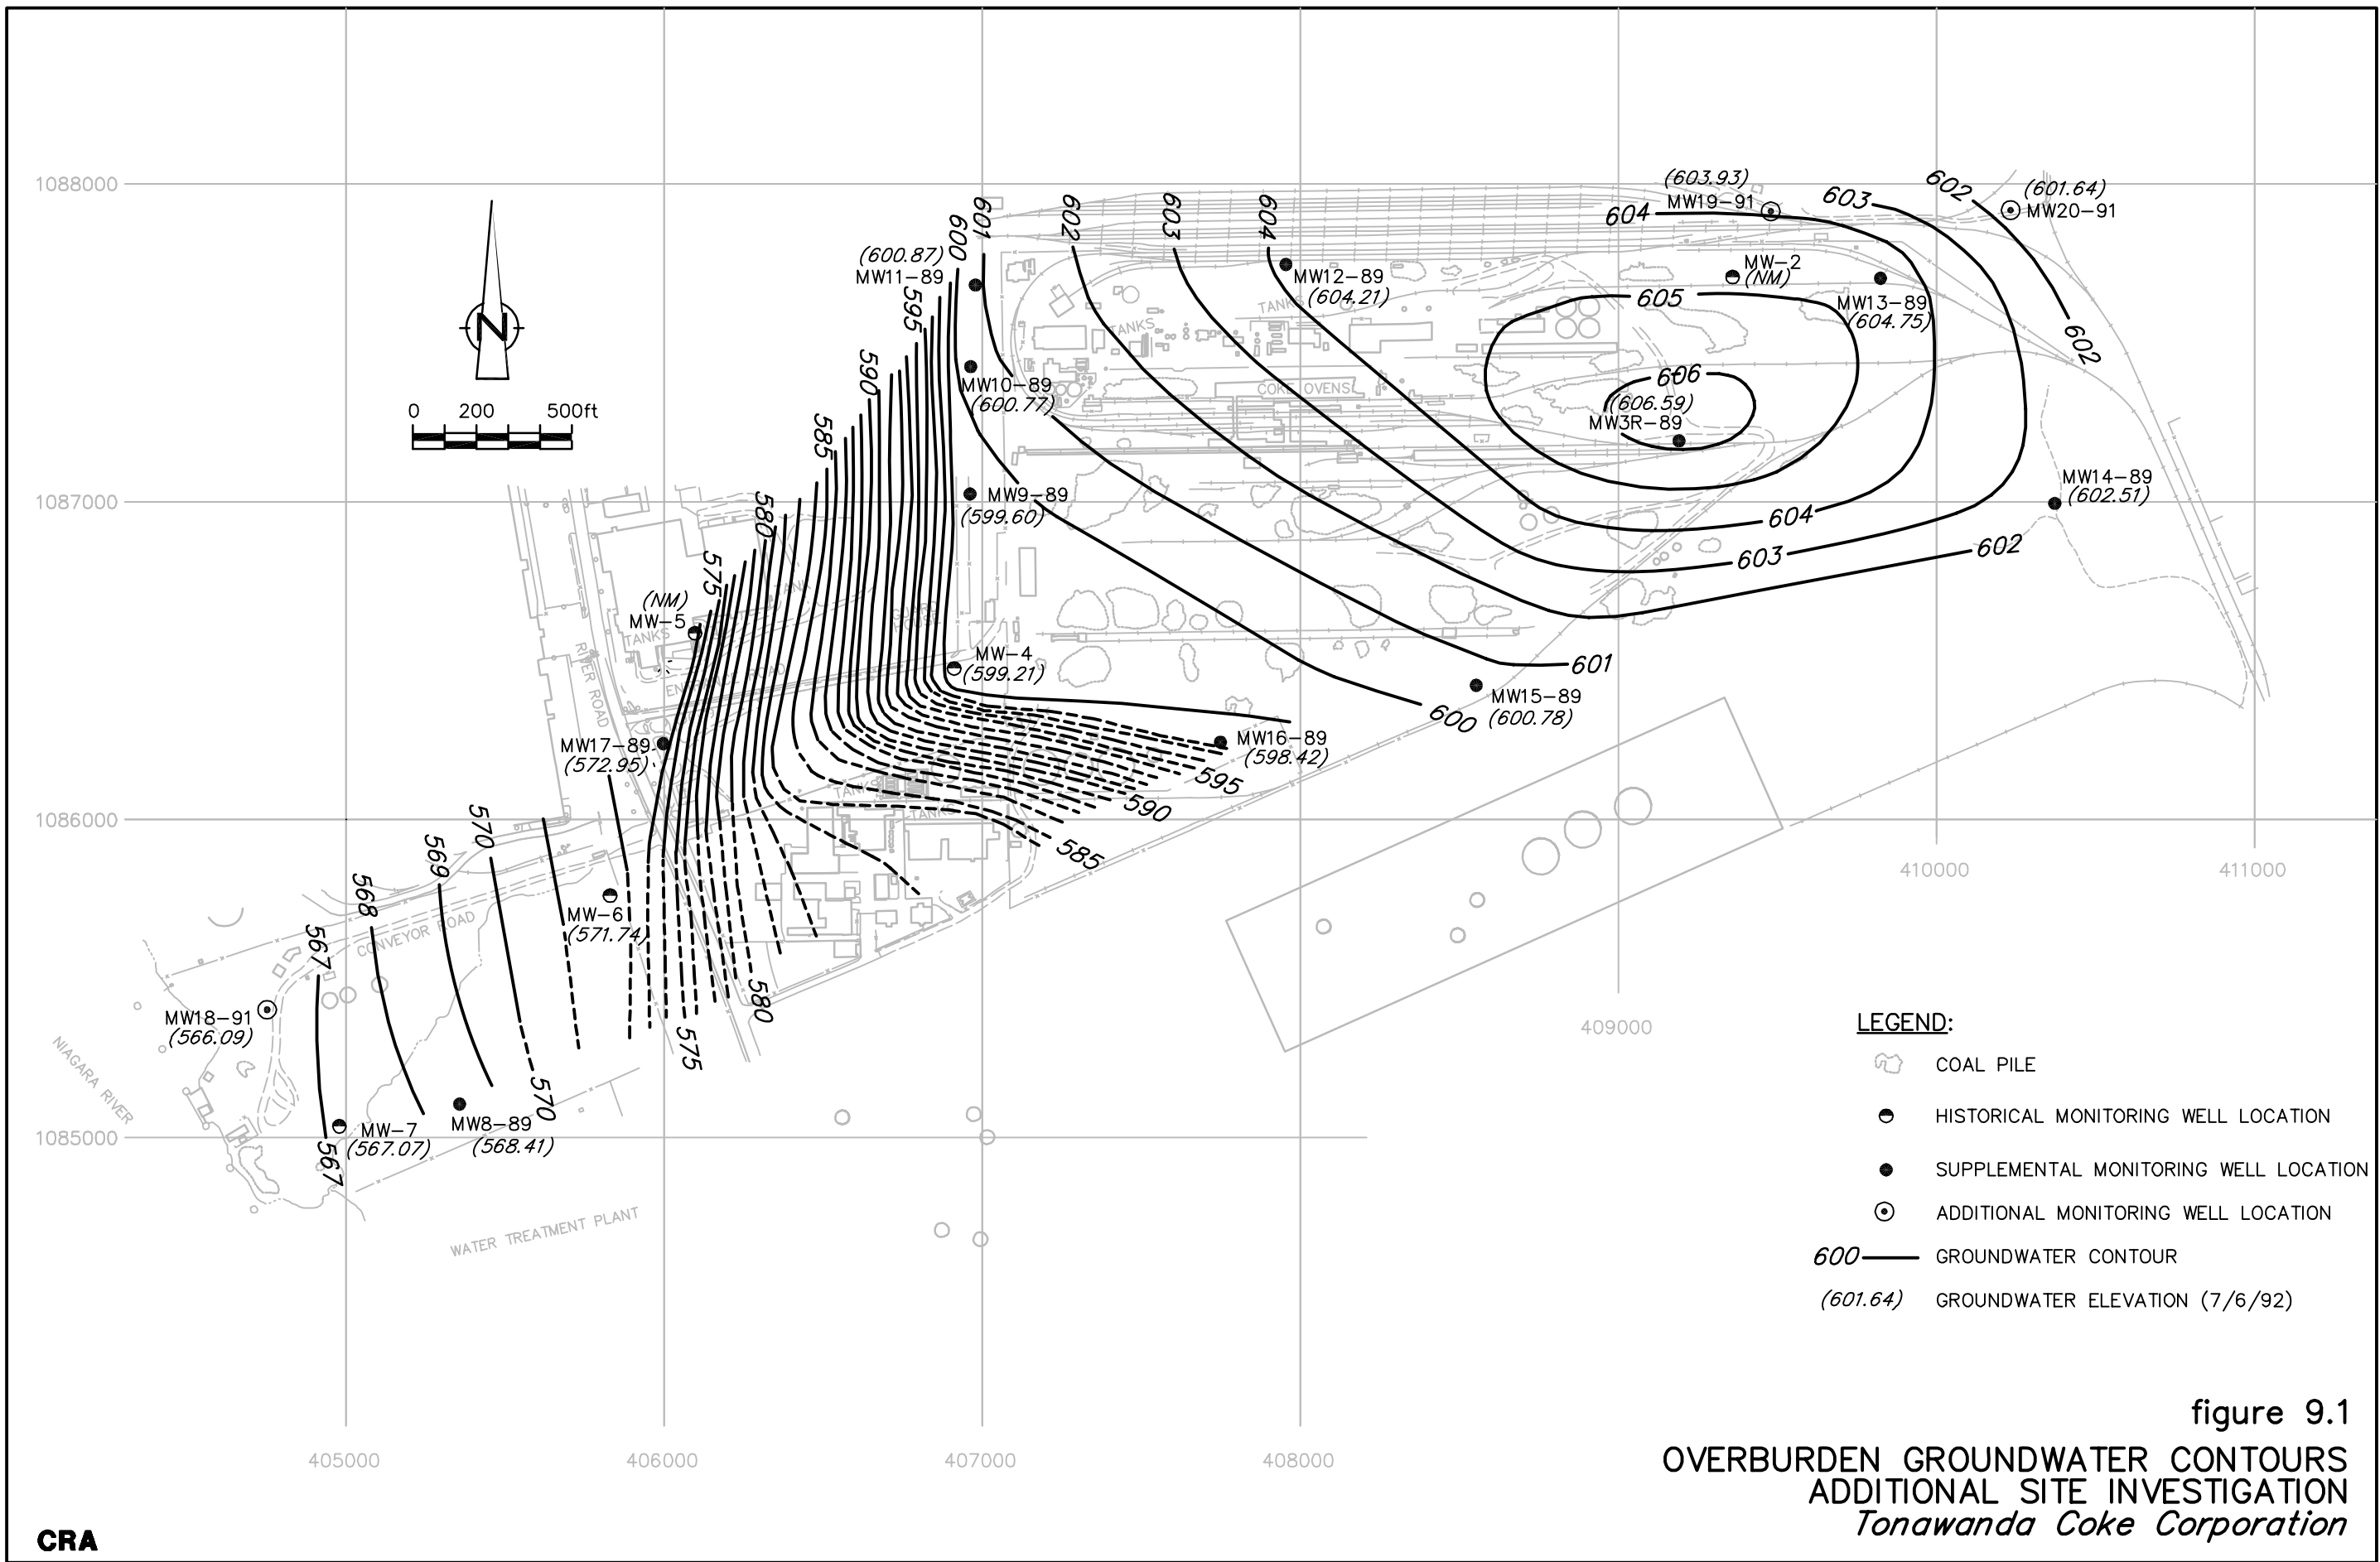 1088000
(603.93)
MW19-91
604
603
602
(601.64)
MW20-91
600
601
602
603
604
(600.87)
MW11-89
MW12-89
(604.21)
TANKS
TANKS
MW-2
(NM)
MW13-89
(604.75)
602
605
595
590
585
580
575
N
0 200 500ft
MW10-89
(600.77)
COKE OVENS
606
(606.59)
MW3R-89
1087000
MW9-89
(599.60)
MW14-89
(602.51)
604
603
602
(NM)
MW-5
TANKS
TANK
GUARD HOUSE
RIVER ROAD
MW-4
(599.21)
601
MW15-89
(600.78)
600
MW17-89
(572.95)
MW16-89
(598.42)
595
590
585
TANKS
TANKS
1086000
570
569
568
567
CONVEYOR ROAD
MW-6
(571.74)
580
575
570
410000
411000
409000
MW18-91
(566.09)
NIAGARA RIVER
1085000
MW-7
(567.07)
MW8-89
(568.41)
567
WATER TREATMENT PLANT
405000
406000
407000
408000
LEGEND:
COAL PILE
HISTORICAL MONITORING WELL LOCATION
SUPPLEMENTAL MONITORING WELL LOCATION
ADDITIONAL MONITORING WELL LOCATION
600 GROUNDWATER CONTOUR
(601.64) GROUNDWATER ELEVATION (7/6/92)
figure 9.1
OVERBURDEN GROUNDWATER CONTOURS
ADDITIONAL SITE INVESTIGATION
Tonawanda Coke Corporation
CRA